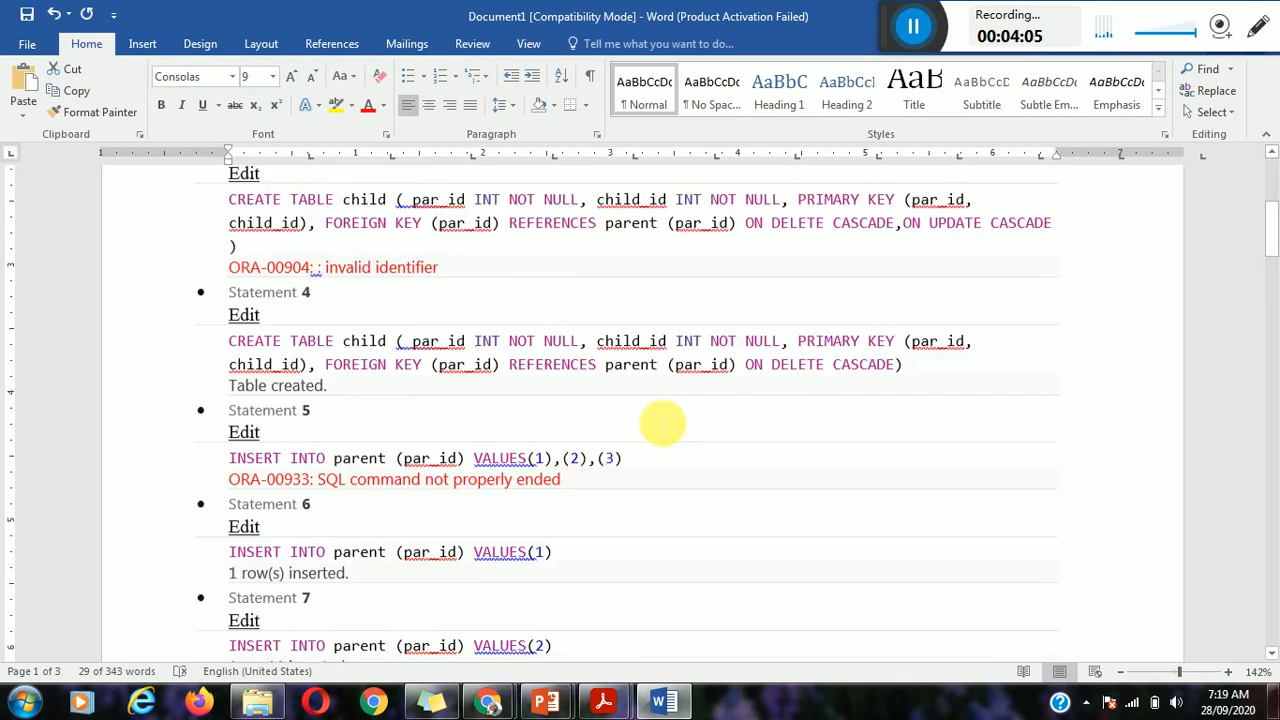 Document1 [Compatibility Mode] - Word (Product Activation Failed)
Recording...
00:04:05
File Home Insert Design Layout References Mailings Review View Tell me what you want to do...
Paste
Cut
Copy
Format Painter
Clipboard
Consolas 9
Font
Paragraph
AaBbCcDc AaBbCcDc AaBbC AaBbCcD AaB AaBbCcD AaBbCcDc AaBbCcDc
¶ Normal ¶ No Spac... Heading 1 Heading 2 Title Subtitle Subtle Em... Emphasis
Styles
Find
Replace
Select
Editing
Edit
CREATE TABLE child ( par_id INT NOT NULL, child_id INT NOT NULL, PRIMARY KEY (par_id,
child_id), FOREIGN KEY (par_id) REFERENCES parent (par_id) ON DELETE CASCADE,ON UPDATE CASCADE
)
ORA-00904: : invalid identifier
• Statement 4
Edit
CREATE TABLE child ( par_id INT NOT NULL, child_id INT NOT NULL, PRIMARY KEY (par_id,
child_id), FOREIGN KEY (par_id) REFERENCES parent (par_id) ON DELETE CASCADE)
Table created.
• Statement 5
Edit
INSERT INTO parent (par_id) VALUES(1),(2),(3)
ORA-00933: SQL command not properly ended
• Statement 6
Edit
INSERT INTO parent (par_id) VALUES(1)
1 row(s) inserted.
• Statement 7
Edit
INSERT INTO parent (par_id) VALUES(2)
Page 1 of 3 29 of 343 words English (United States) 142%
7:19 AM
28/09/2020